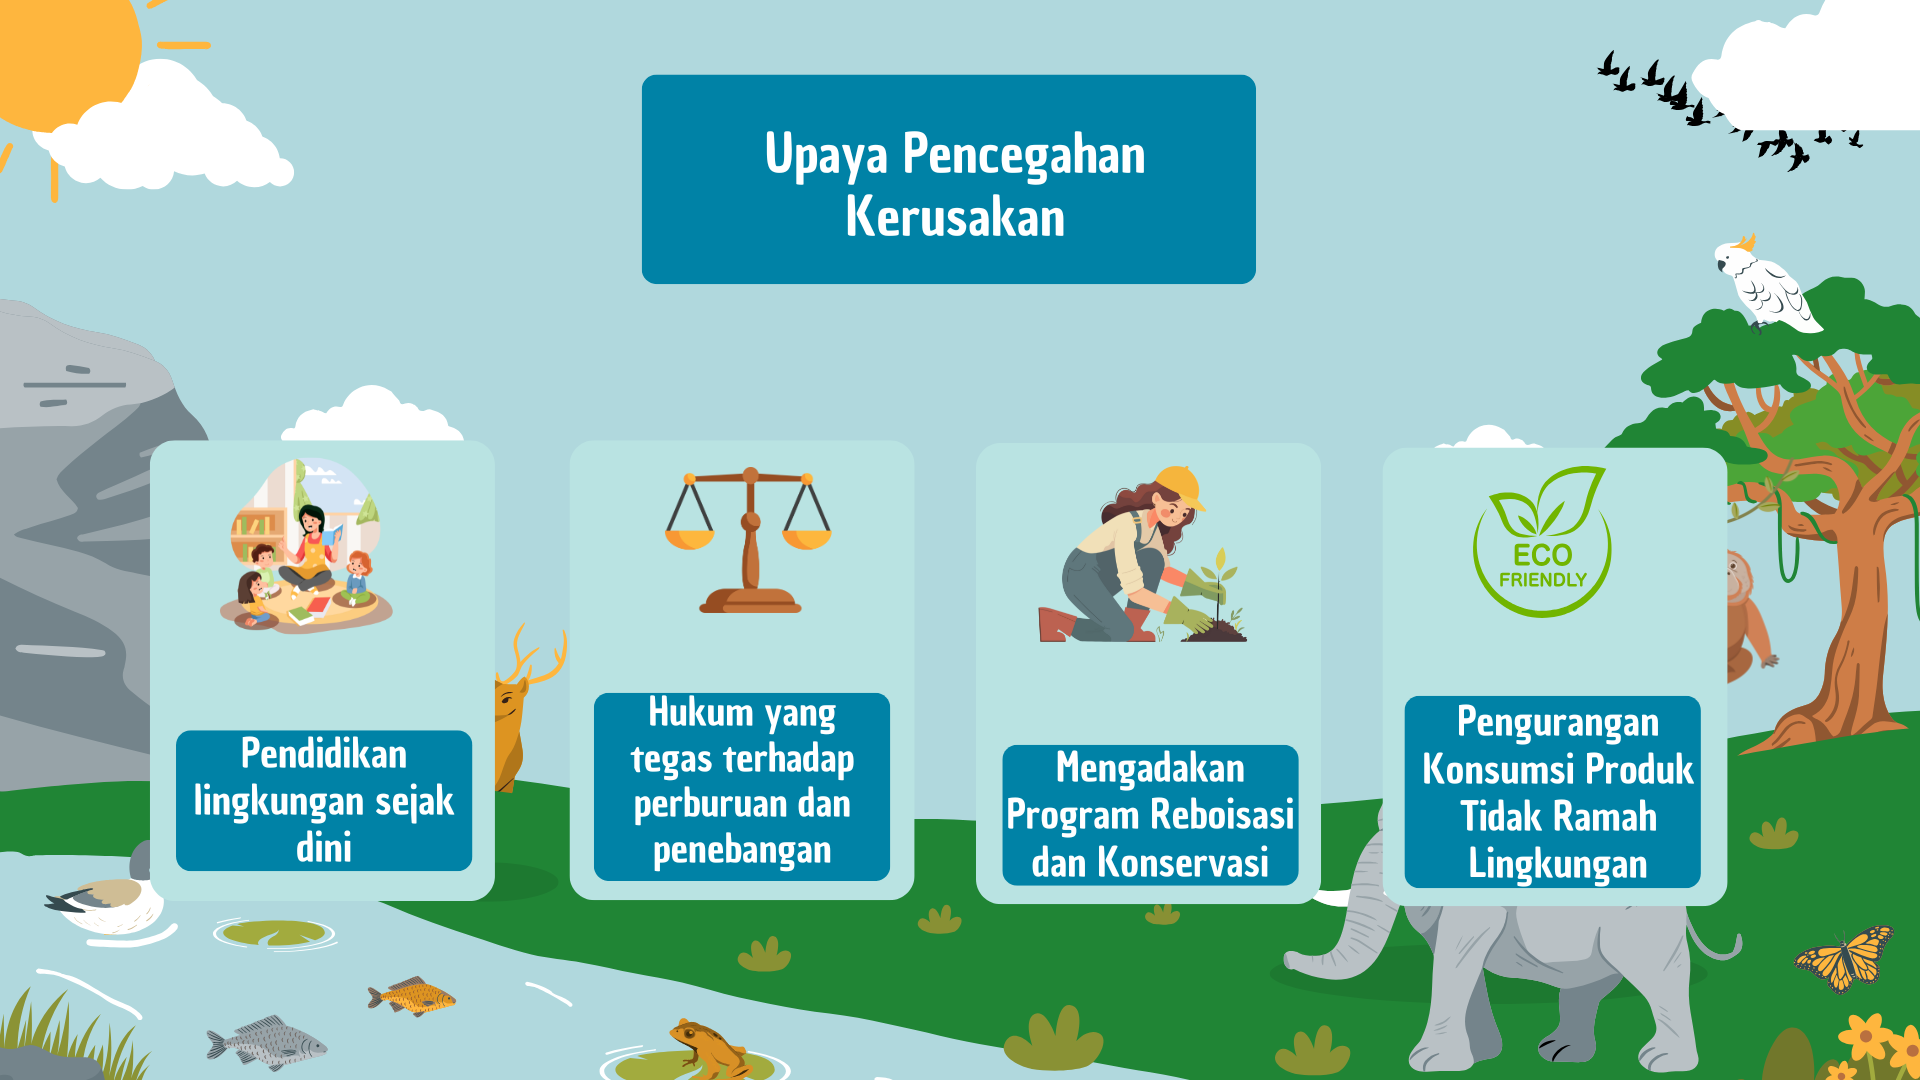 Upaya Pencegahan
Kerusakan
Pendidikan
lingkungan sejak
dini
Hukum yang
tegas terhadap
perburuan dan
penebangan
Mengadakan
Program Reboisasi
dan Konservasi
ECO
FRIENDLY
Pengurangan
Konsumsi Produk
Tidak Ramah
Lingkungan